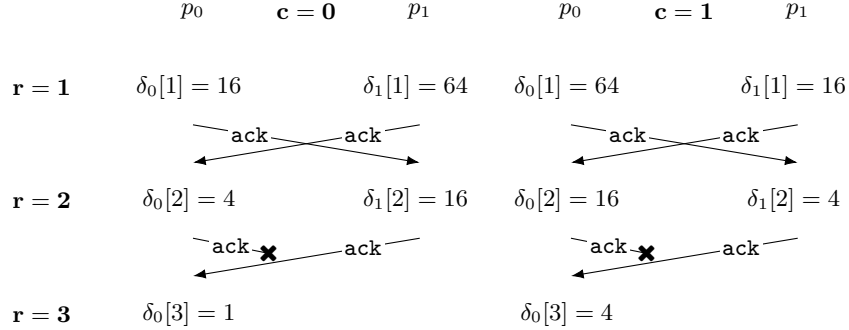 p₀ c = 0 p₁ p₀ c = 1 p₁
r = 1 δ₀[1] = 16 δ₁[1] = 64 δ₀[1] = 64 δ₁[1] = 16
ack ack ack ack
r = 2 δ₀[2] = 4 δ₁[2] = 16 δ₀[2] = 16 δ₁[2] = 4
ack ack ack ack
r = 3 δ₀[3] = 1 δ₀[3] = 4